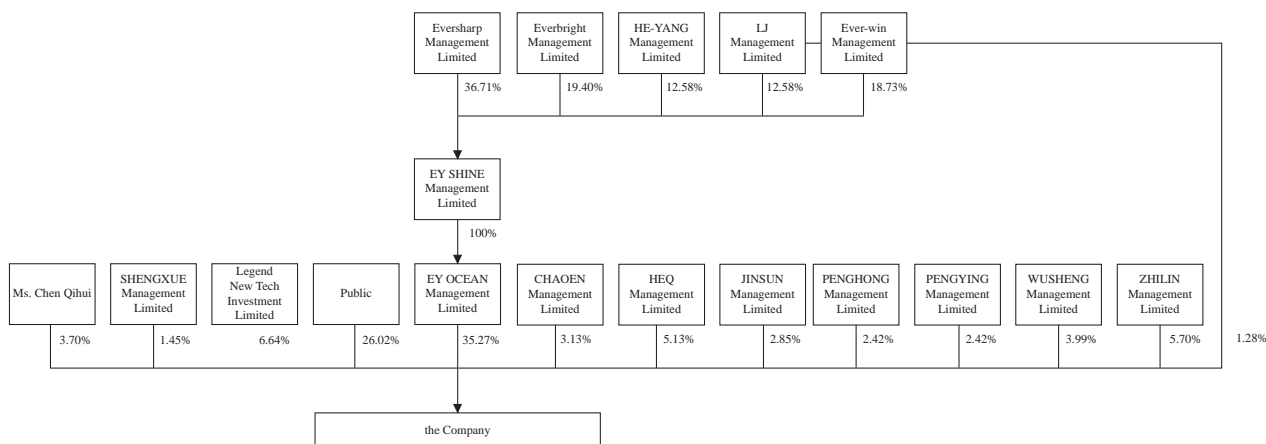 Eversharp
Management
Limited
Everbright
Management
Limited
HE-YANG
Management
Limited
LJ
Management
Limited
Ever-win
Management
Limited
36.71%
19.40%
12.58%
12.58%
18.73%
EY SHINE
Management
Limited
100%
Ms. Chen Qihui
SHENGXUE
Management
Limited
Legend
New Tech
Investment
Limited
Public
EY OCEAN
Management
Limited
CHAOEN
Management
Limited
HEQ
Management
Limited
JINSUN
Management
Limited
PENGHONG
Management
Limited
PENGYING
Management
Limited
WUSHENG
Management
Limited
ZHILIN
Management
Limited
3.70%
1.45%
6.64%
26.02%
35.27%
3.13%
5.13%
2.85%
2.42%
2.42%
3.99%
5.70%
1.28%
the Company